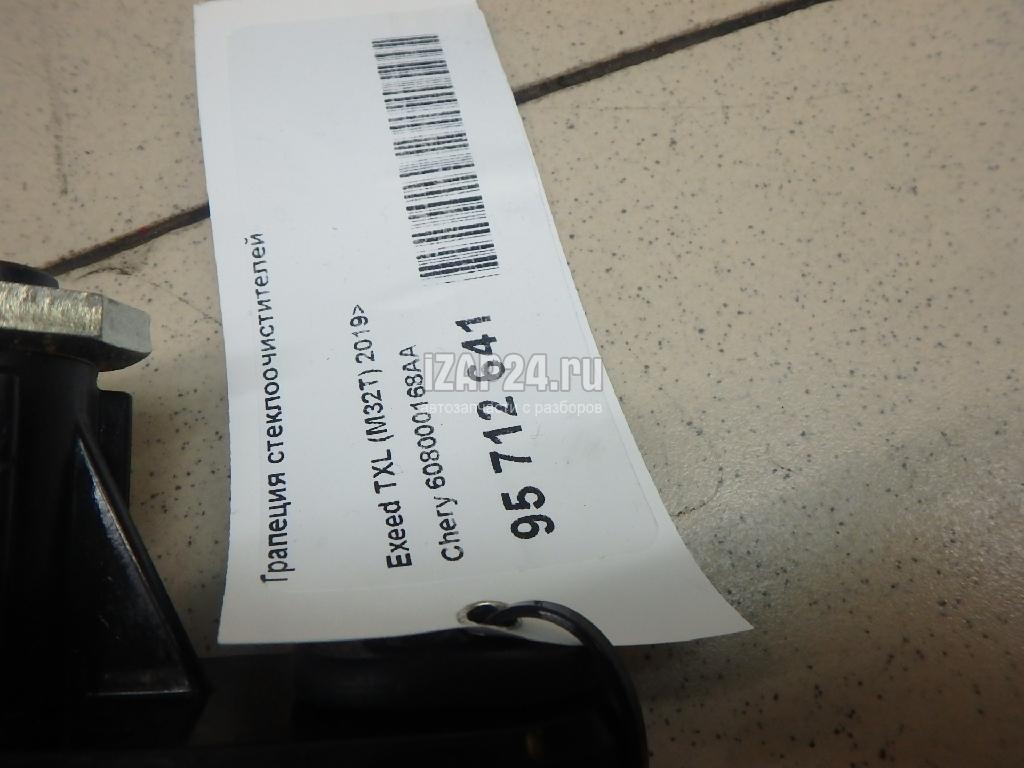 Трапеция стеклоочистителей
Exeed TXL (M32T) 2019>
Chery 608000168AA
95 712 641
iZAP24.ru
автозапчасти с разборов